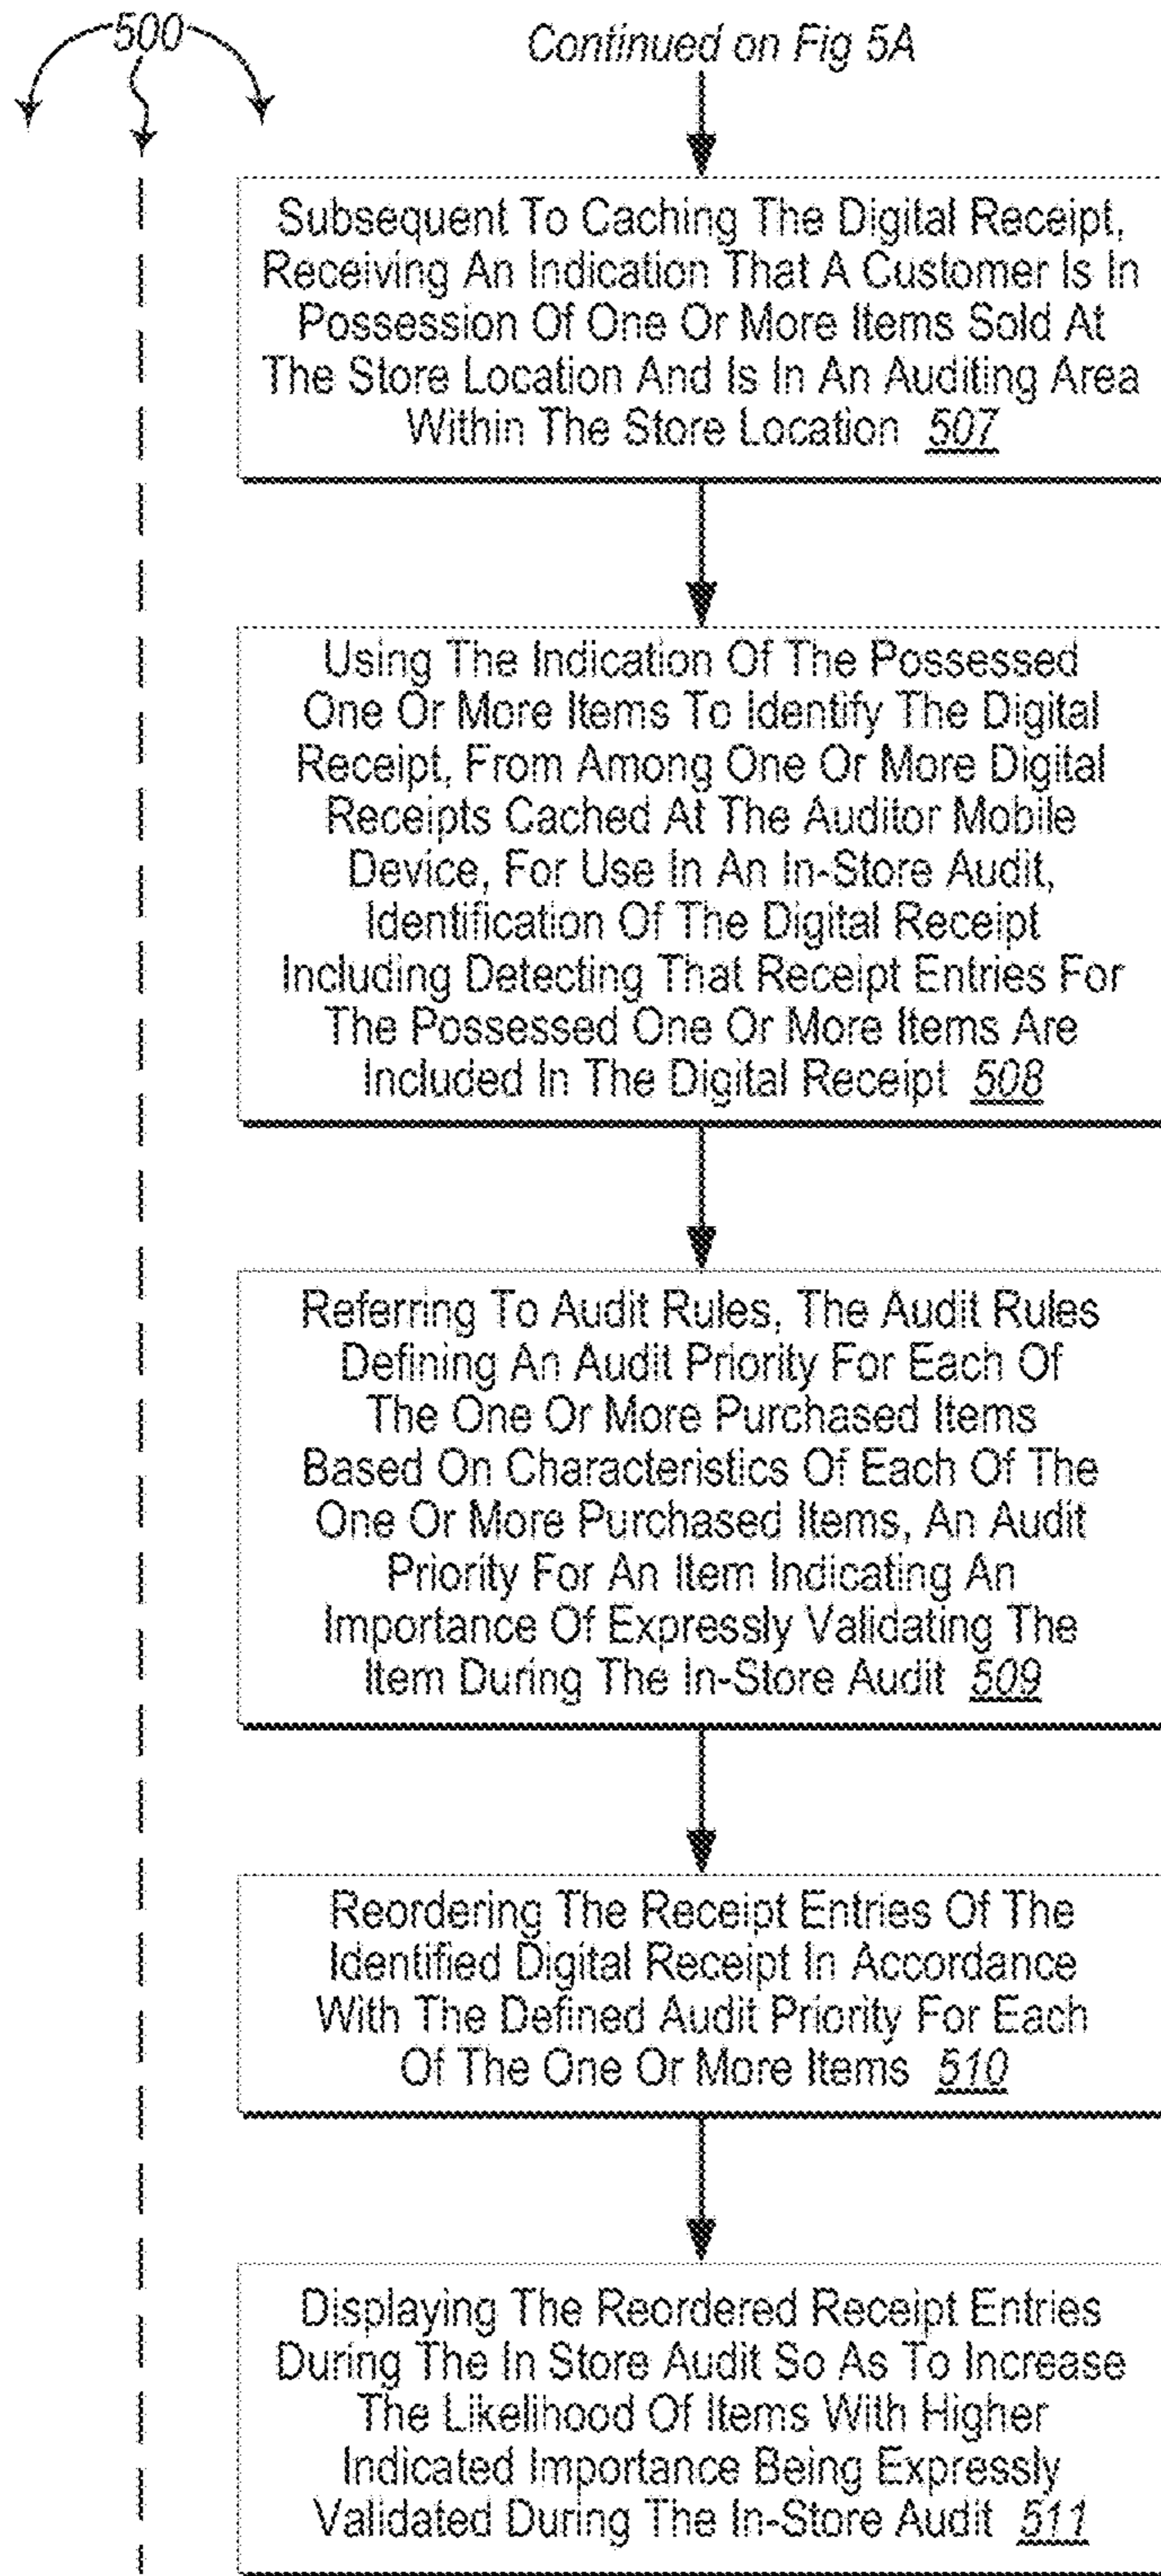 500
Continued on Fig 5A
Subsequent To Caching The Digital Receipt,
Receiving An Indication That A Customer Is In
Possession Of One Or More Items Sold At
The Store Location And Is In An Auditing Area
Within The Store Location 507
Using The Indication Of The Possessed
One Or More Items To Identify The Digital
Receipt, From Among One Or More Digital
Receipts Cached At The Auditor Mobile
Device, For Use In An In-Store Audit,
Identification Of The Digital Receipt
Including Detecting That Receipt Entries For
The Possessed One Or More Items Are
Included In The Digital Receipt 508
Referring To Audit Rules, The Audit Rules
Defining An Audit Priority For Each Of
The One Or More Purchased Items
Based On Characteristics Of Each Of The
One Or More Purchased Items, An Audit
Priority For An Item Indicating An
Importance Of Expressly Validating The
Item During The In-Store Audit 509
Reordering The Receipt Entries Of The
Identified Digital Receipt In Accordance
With The Defined Audit Priority For Each
Of The One Or More Items 510
Displaying The Reordered Receipt Entries
During The In Store Audit So As To Increase
The Likelihood Of Items With Higher
Indicated Importance Being Expressly
Validated During The In-Store Audit 511